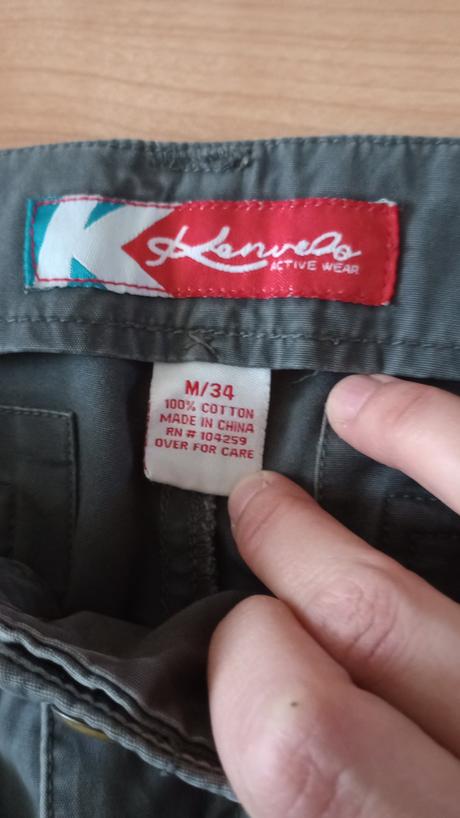 K
Kenvelo
ACTIVE WEAR
M/34
100% COTTON
MADE IN CHINA
RN # 104259
OVER FOR CARE